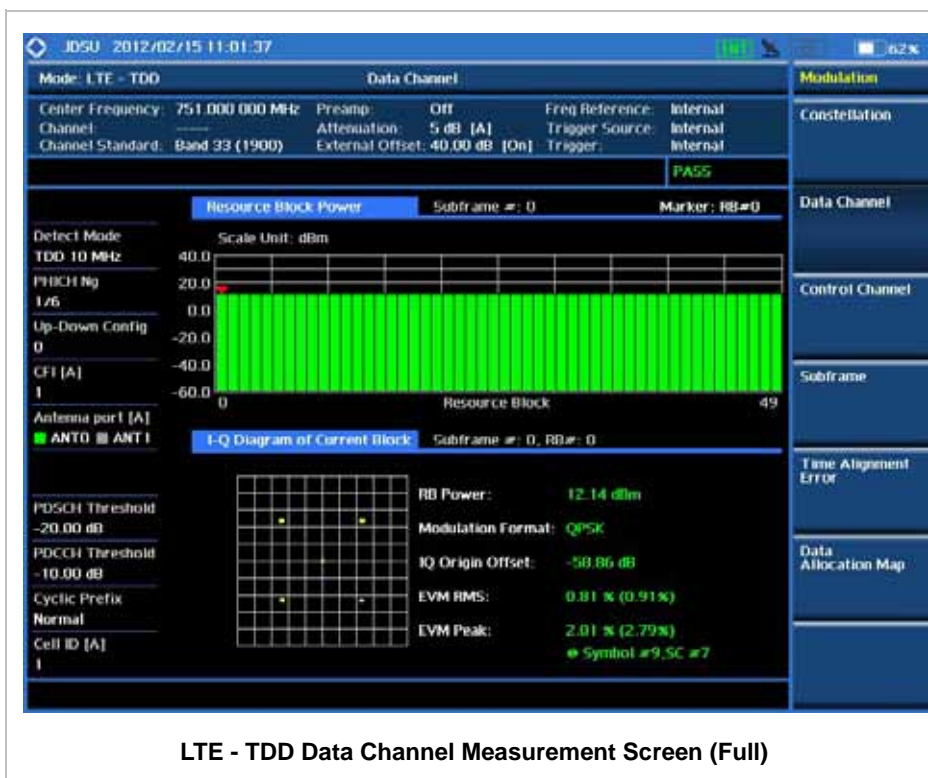 JDSU 2012/02/15 11:01:37
62%
Mode: LTE - TDD Data Channel
Modulation
Center Frequency: 751.000 000 MHz Preamp: Off Freq Reference: Internal
Channel: ----- Attenuation: 5 dB [A] Trigger Source: Internal
Channel Standard: Band 33 (1900) External Offset: 40.00 dB [On] Trigger: Internal
PASS
Constellation
Data Channel
Control Channel
Subframe
Time Alignment
Error
Data
Allocation Map
Detect Mode
TDD 10 MHz
PHICH Ng
1/6
Up-Down Config
0
CFI [A]
1
Antenna port [A]
ANT0 ANT1
PDSCH Threshold
-20.00 dB
PDCCH Threshold
-10.00 dB
Cyclic Prefix
Normal
Cell ID [A]
1
Resource Block Power Subframe #: 0 Marker: RB#0
Scale Unit: dBm
40.0
20.0
0.0
-20.0
-40.0
-60.0
0 Resource Block 49
I-Q Diagram of Current Block Subframe #: 0, RB#: 0
RB Power: 12.14 dBm
Modulation Format: QPSK
IQ Origin Offset: -58.86 dB
EVM RMS: 0.81 % (0.91%)
EVM Peak: 2.01 % (2.79%)
Symbol #9,SC #7
LTE - TDD Data Channel Measurement Screen (Full)